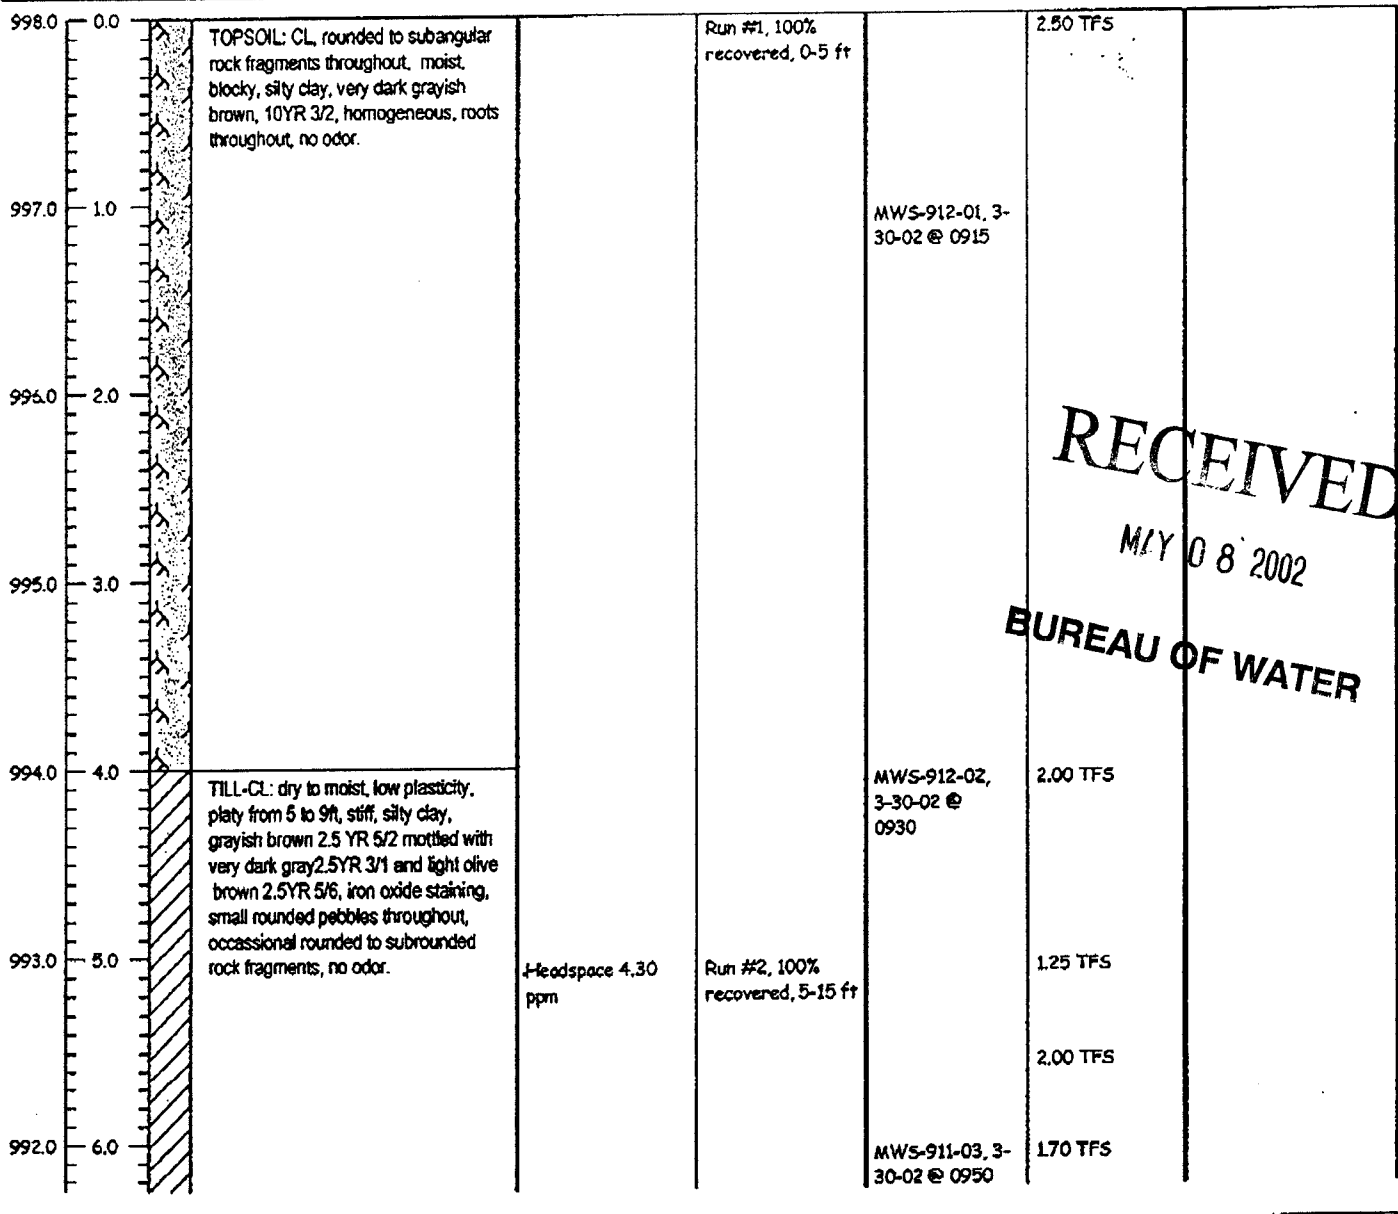 998.0 0.0
TOPSOIL: CL, rounded to subangular
rock fragments throughout, moist,
blocky, silty clay, very dark grayish
brown, 10YR 3/2, homogeneous, roots
throughout, no odor.
Run #1, 100%
recovered, 0-5 ft
2.50 TFS
997.0 1.0
MWS-912-01, 3-
30-02 @ 0915
996.0 2.0
RECEIVED
MAY 08 2002
BUREAU OF WATER
995.0 3.0
994.0 4.0
TILL-CL: dry to moist, low plasticity,
platy from 5 to 9ft, stiff, silty clay,
grayish brown 2.5 YR 5/2 mottled with
very dark gray2.5YR 3/1 and light olive
brown 2.5YR 5/6, iron oxide staining,
small rounded pebbles throughout,
occassional rounded to subrounded
rock fragments, no odor.
MWS-912-02,
3-30-02 @
0930
2.00 TFS
993.0 5.0
Headspace 4.30
ppm
Run #2, 100%
recovered, 5-15 ft
1.25 TFS
2.00 TFS
992.0 6.0
MWS-911-03, 3-
30-02 @ 0950
1.70 TFS